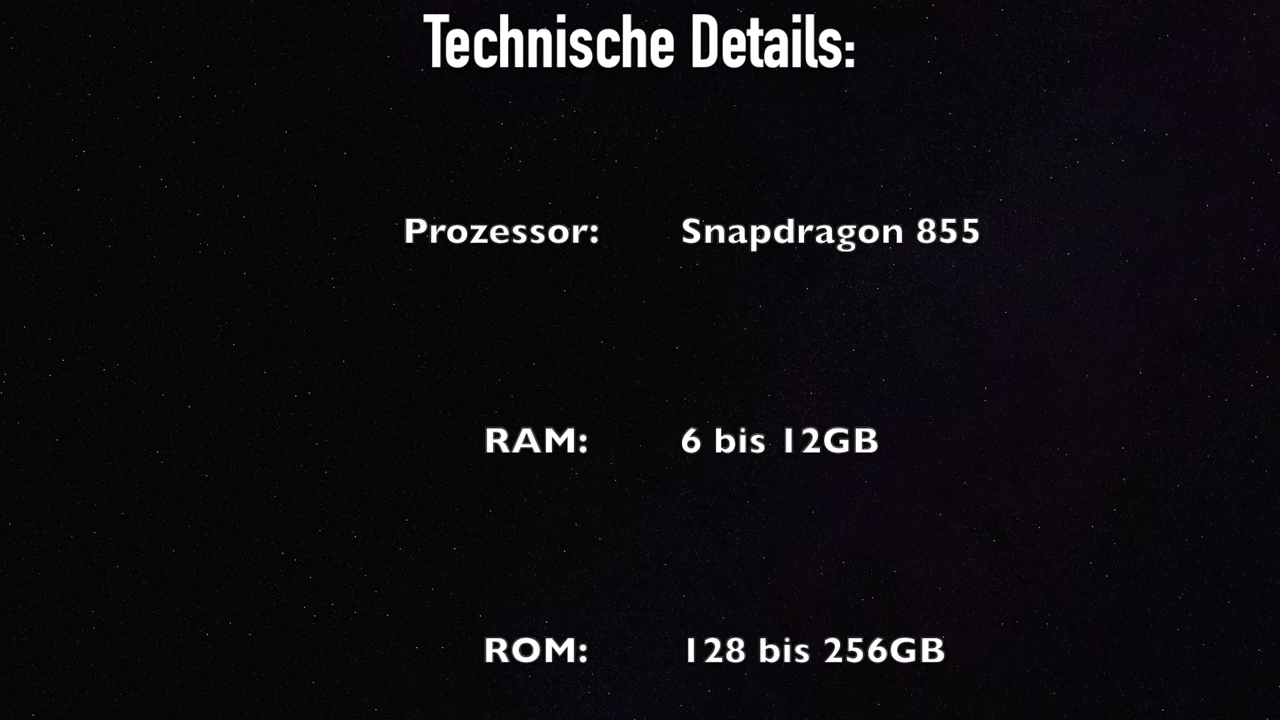 Technische Details:
Prozessor: Snapdragon 855
RAM: 6 bis 12GB
ROM: 128 bis 256GB